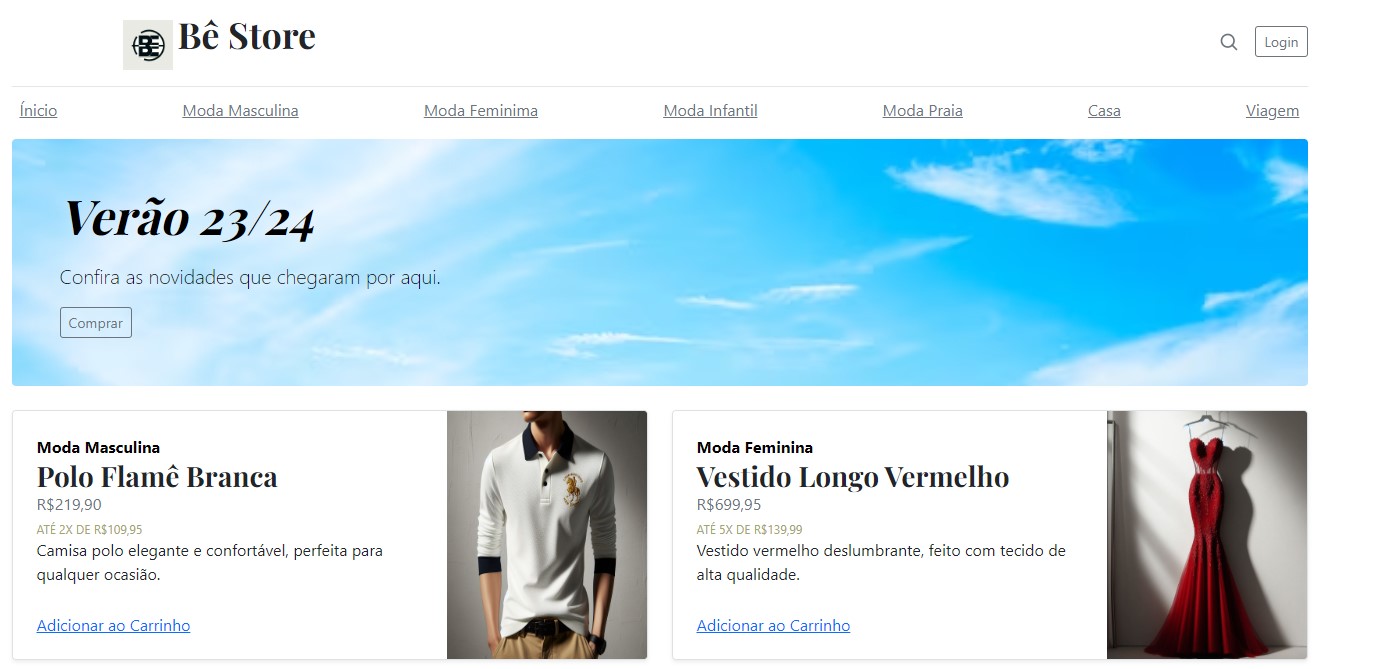 BE
Bê Store
Login
Ínicio Moda Masculina Moda Feminima Moda Infantil Moda Praia Casa Viagem
Verão 23/24
Confira as novidades que chegaram por aqui.
Comprar
Moda Masculina
Polo Flamê Branca
R$219,90
ATÉ 2X DE R$109,95
Camisa polo elegante e confortável, perfeita para
qualquer ocasião.
Adicionar ao Carrinho
Moda Feminina
Vestido Longo Vermelho
R$699,95
ATÉ 5X DE R$139,99
Vestido vermelho deslumbrante, feito com tecido de
alta qualidade.
Adicionar ao Carrinho